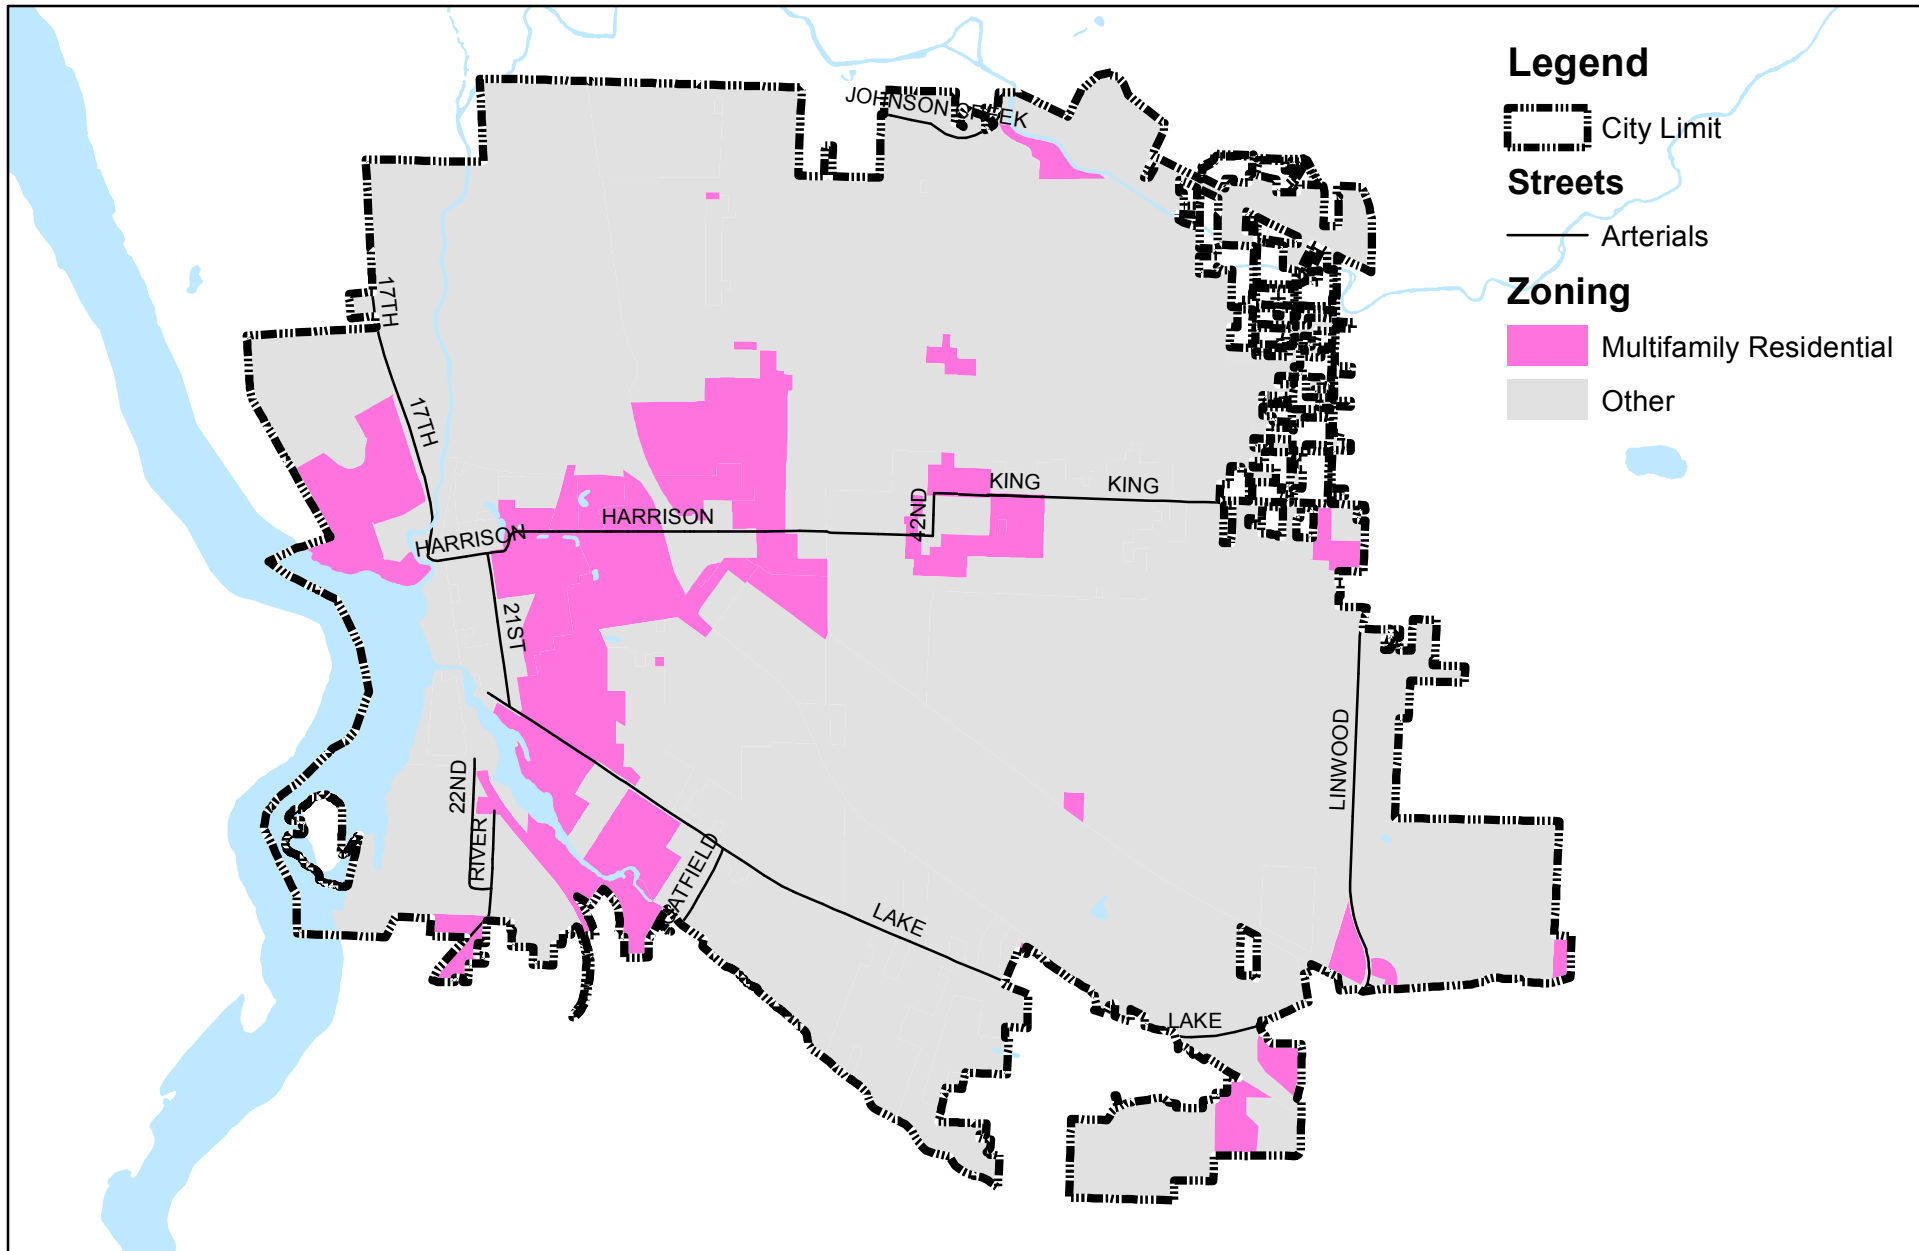 Legend
City Limit
Streets
Arterials
Zoning
Multifamily Residential
Other
JOHNSON CREEK
17TH
17TH
HARRISON
HARRISON
42ND
KING
KING
21ST
22ND
RIVER
HATFIELD
LAKE
LINWOOD
LAKE